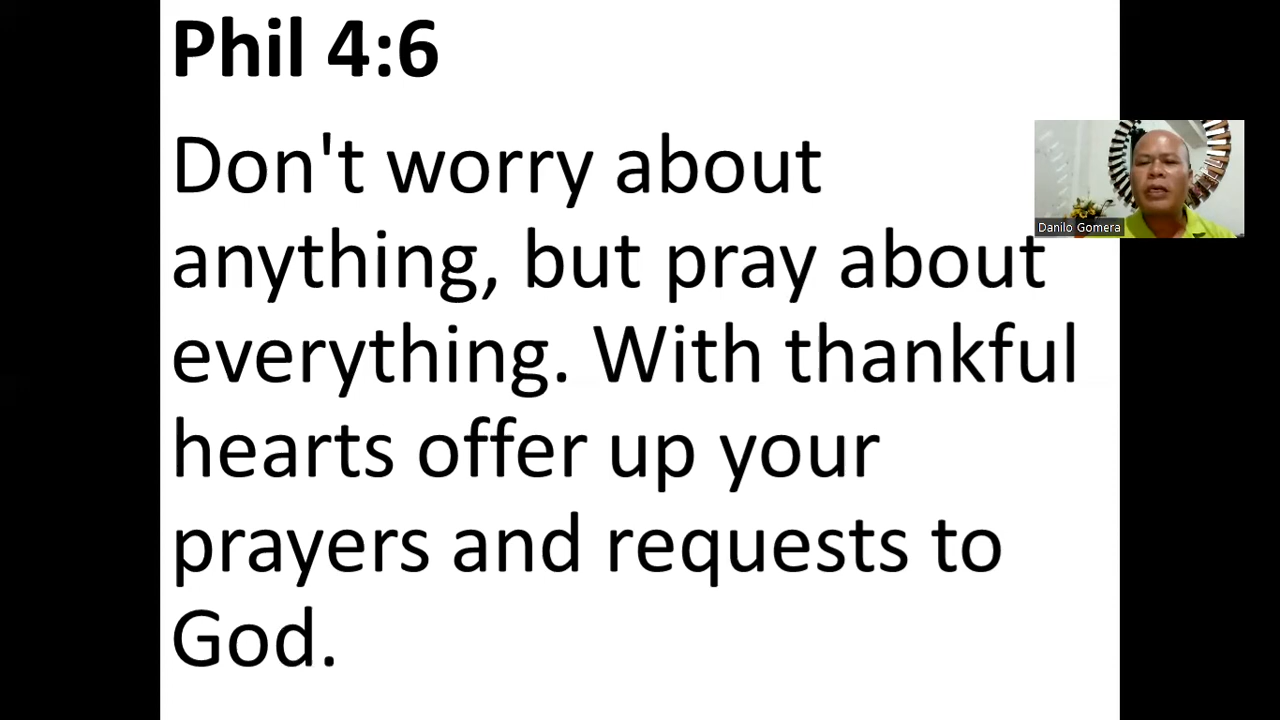 Phil 4:6
Don't worry about
anything, but pray about
everything. With thankful
hearts offer up your
prayers and requests to
God.
Danilo Gomera